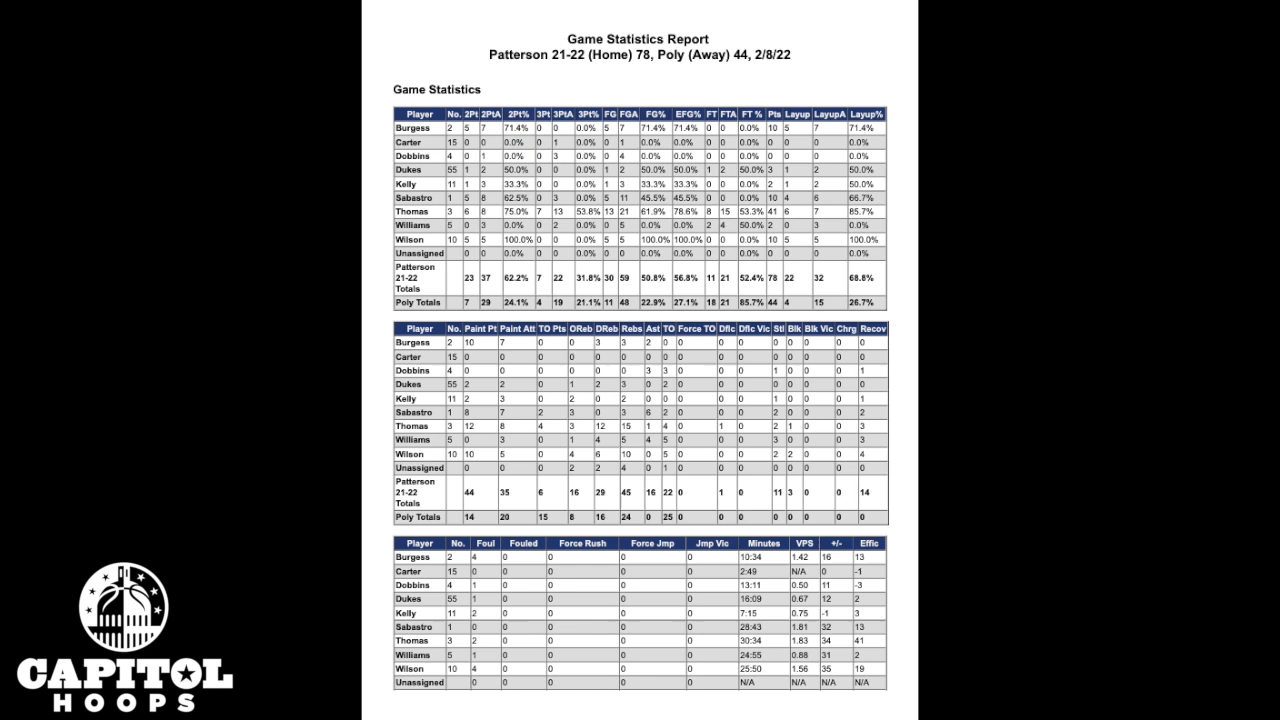 Game Statistics Report
Patterson 21-22 (Home) 78, Poly (Away) 44, 2/8/22
Game Statistics
Player No. 2Pt 2PtA 2Pt% 3Pt 3PtA 3Pt% FG FGA FG% EFG% FT FTA FT % Pts Layup LayupA Layup%
Burgess 2 5 7 71.4% 0 0 0.0% 5 7 71.4% 71.4% 0 0 0.0% 10 5 7 71.4%
Carter 15 0 0 0.0% 0 1 0.0% 0 1 0.0% 0.0% 0 0 0.0% 0 0 0 0.0%
Dobbins 4 0 1 0.0% 0 3 0.0% 0 4 0.0% 0.0% 0 0 0.0% 0 0 0 0.0%
Dukes 55 1 2 50.0% 0 0 0.0% 1 2 50.0% 50.0% 1 2 50.0% 3 1 2 50.0%
Kelly 11 1 3 33.3% 0 0 0.0% 1 3 33.3% 33.3% 0 0 0.0% 2 1 2 50.0%
Sabastro 1 5 8 62.5% 0 3 0.0% 5 11 45.5% 45.5% 0 0 0.0% 10 4 6 66.7%
Thomas 3 6 8 75.0% 7 13 53.8% 13 21 61.9% 78.6% 8 15 53.3% 41 6 7 85.7%
Williams 5 0 3 0.0% 0 2 0.0% 0 5 0.0% 0.0% 2 4 50.0% 2 0 3 0.0%
Wilson 10 5 5 100.0% 0 0 0.0% 5 5 100.0% 100.0% 0 0 0.0% 10 5 5 100.0%
Unassigned 0 0 0.0% 0 0 0.0% 0 0 0.0% 0.0% 0 0 0.0% 0 0 0 0.0%
Patterson
21-22 23 37 62.2% 7 22 31.8% 30 59 50.8% 56.8% 11 21 52.4% 78 22 32 68.8%
Totals
Poly Totals 7 29 24.1% 4 19 21.1% 11 48 22.9% 27.1% 18 21 85.7% 44 4 15 26.7%
Player No. Paint Pt Paint Att TO Pts OReb DReb Rebs Ast TO Force TO Dflc Dflc Vic Stl Blk Blk Vic Chrg Recov
Burgess 2 10 7 0 0 3 3 2 0 0 0 0 0 0 0 0 0
Carter 15 0 0 0 0 0 0 0 0 0 0 0 0 0 0 0 0
Dobbins 4 0 0 0 0 0 0 3 3 0 0 0 1 0 0 0 1
Dukes 55 2 2 0 1 2 3 0 2 0 0 0 0 0 0 0 0
Kelly 11 2 3 0 2 0 2 0 0 0 0 0 1 0 0 0 1
Sabastro 1 8 7 2 3 0 3 6 2 0 0 0 2 0 0 0 2
Thomas 3 12 8 4 3 12 15 1 4 0 1 0 2 1 0 0 3
Williams 5 0 3 0 1 4 5 4 5 0 0 0 3 0 0 0 3
Wilson 10 10 5 0 4 6 10 0 5 0 0 0 2 2 0 0 4
Unassigned 0 0 0 2 2 4 0 1 0 0 0 0 0 0 0 0
Patterson
21-22 44 35 6 16 29 45 16 22 0 1 0 11 3 0 0 14
Totals
Poly Totals 14 20 15 8 16 24 0 25 0 0 0 0 0 0 0 0
Player No. Foul Fouled Force Rush Force Jmp Jmp Vic Minutes VPS +/- Effic
Burgess 2 4 0 0 0 0 10:34 1.42 16 13
Carter 15 0 0 0 0 0 2:49 N/A 0 -1
Dobbins 4 1 0 0 0 0 13:11 0.50 11 -3
Dukes 55 1 0 0 0 0 16:09 0.67 12 2
Kelly 11 2 0 0 0 0 7:15 0.75 -1 3
Sabastro 1 0 0 0 0 0 28:43 1.81 32 13
Thomas 3 2 0 0 0 0 30:34 1.83 34 41
Williams 5 1 0 0 0 0 24:55 0.88 31 2
Wilson 10 4 0 0 0 0 25:50 1.56 35 19
Unassigned 0 0 0 0 0 N/A N/A N/A N/A
CAPITOL
HOOPS